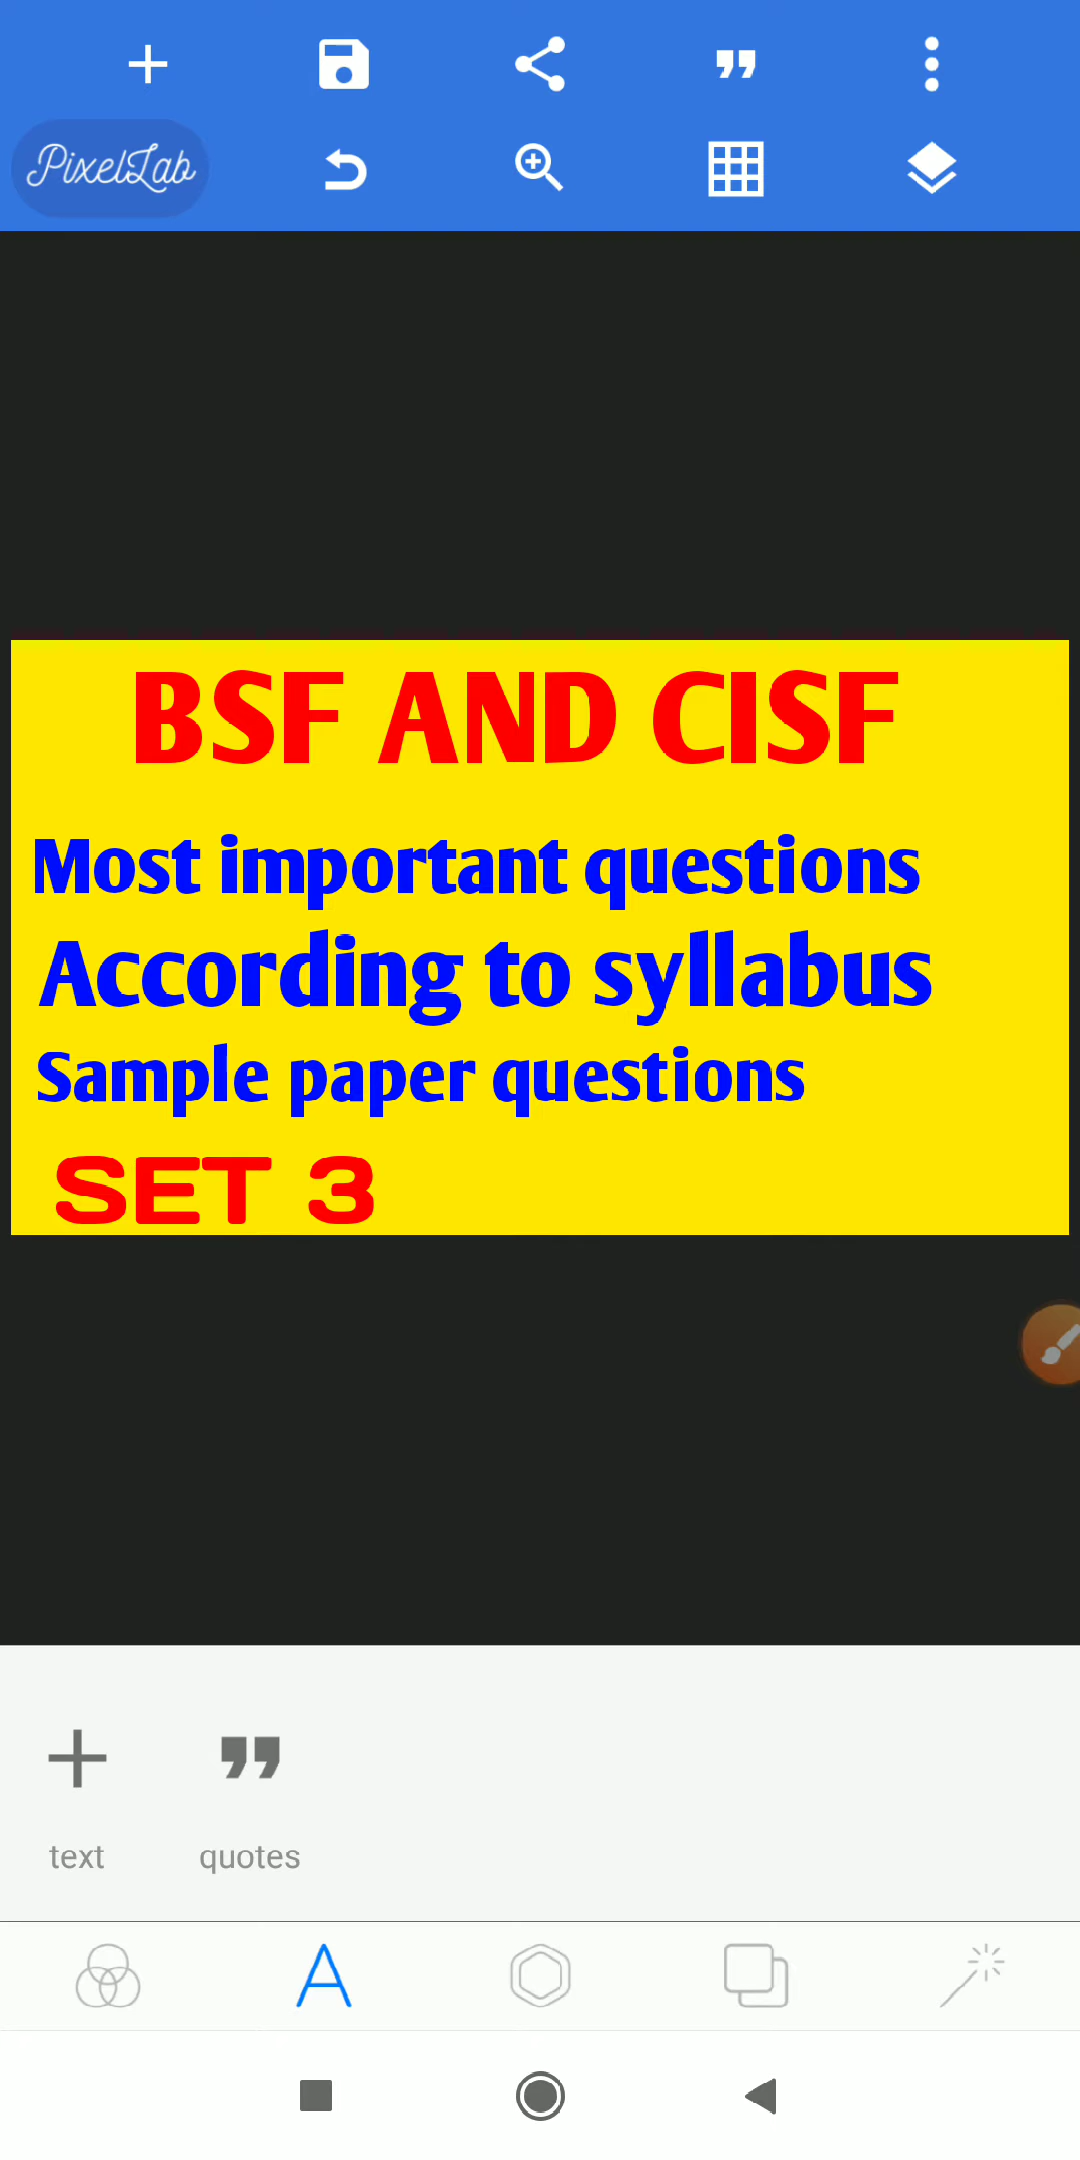 PixelLab
BSF AND CISF
Most important questions
According to syllabus
Sample paper questions
SET 3
text quotes